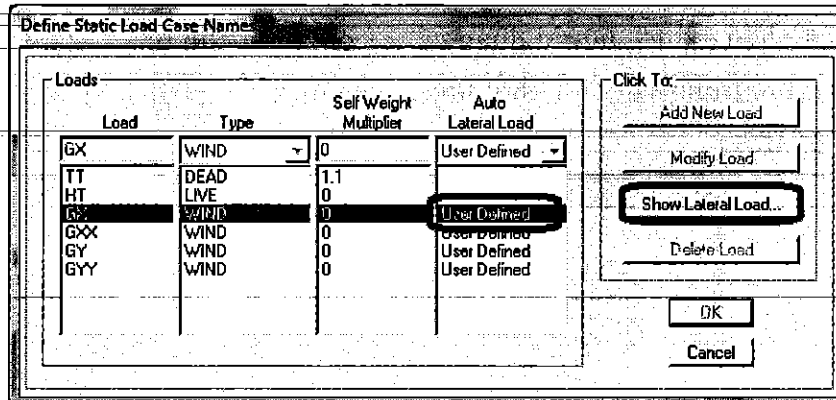 Define Static Load Case Names
Loads
Load Type Self Weight Multiplier Auto Lateral Load
GX WIND 0 User Defined
TT DEAD 1.1
HT LIVE 0
GX WIND 0 User Defined
GXX WIND 0 User Defined
GY WIND 0 User Defined
GYY WIND 0 User Defined
Click To:
Add New Load
Modify Load
Show Lateral Load...
Delete Load
OK
Cancel